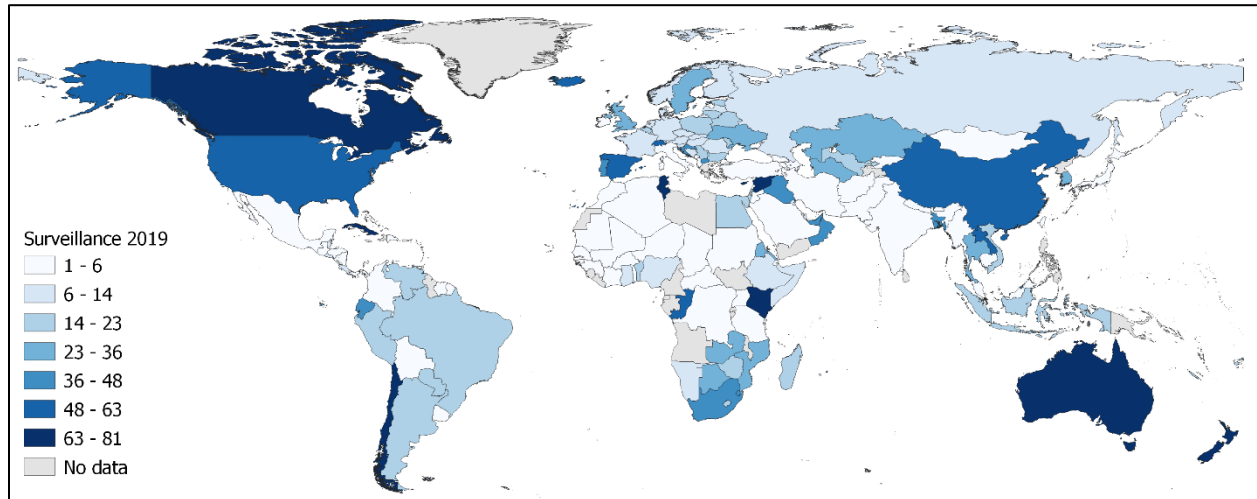 Surveillance 2019
1 - 6
6 - 14
14 - 23
23 - 36
36 - 48
48 - 63
63 - 81
No data